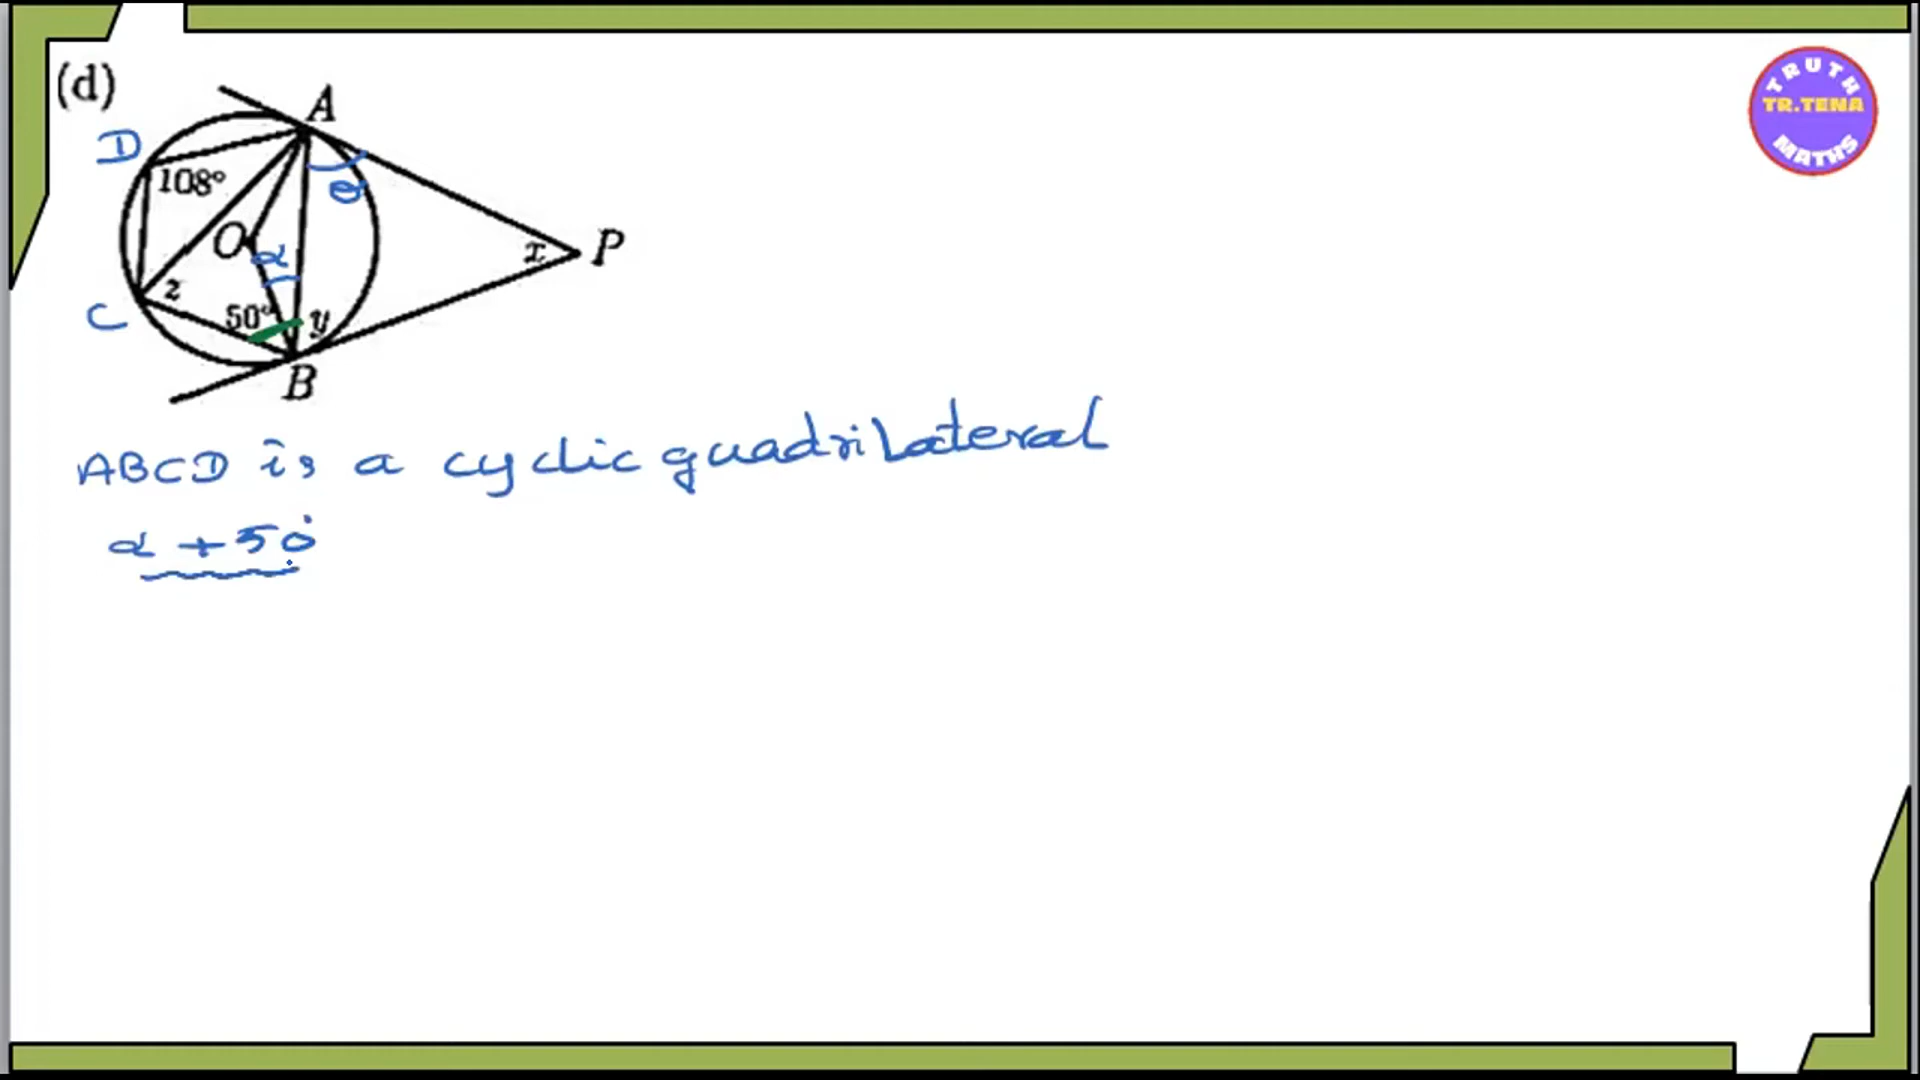 (d)
A
D
108°
θ
O
α
x
P
z
C
50°
y
B
ABCD is a cyclic quadrilateral
α + 50°
TRUTH
TR.TENA
MATHS